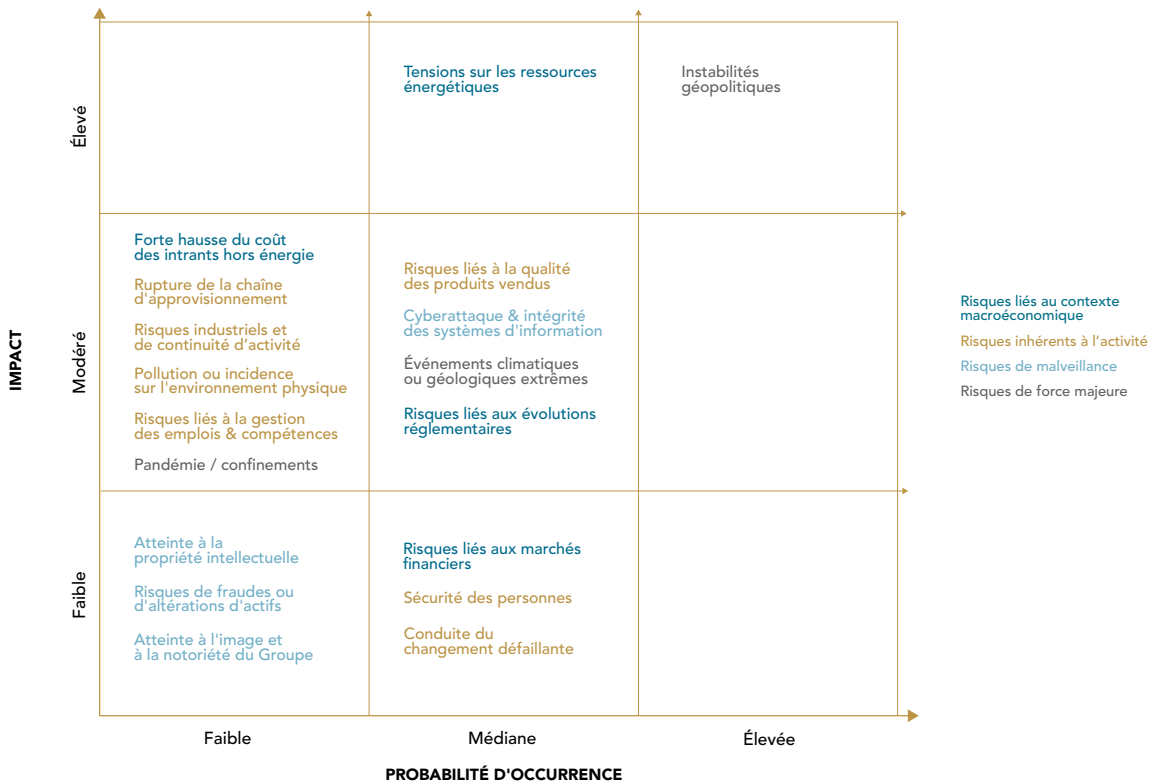 IMPACT
Élevé
Tensions sur les ressources
énergétiques
Instabilités
géopolitiques
Modéré
Forte hausse du coût
des intrants hors énergie
Rupture de la chaîne
d'approvisionnement
Risques industriels et
de continuité d’activité
Pollution ou incidence
sur l'environnement physique
Risques liés à la gestion
des emplois & compétences
Pandémie / confinements
Risques liés à la qualité
des produits vendus
Cyberattaque & intégrité
des systèmes d'information
Événements climatiques
ou géologiques extrêmes
Risques liés aux évolutions
réglementaires
Faible
Atteinte à la
propriété intellectuelle
Risques de fraudes ou
d'altérations d'actifs
Atteinte à l'image et
à la notoriété du Groupe
Risques liés aux marchés
financiers
Sécurité des personnes
Conduite du
changement défaillante
Faible
Médiane
Élevée
PROBABILITÉ D'OCCURRENCE
Risques liés au contexte
macroéconomique
Risques inhérents à l’activité
Risques de malveillance
Risques de force majeure